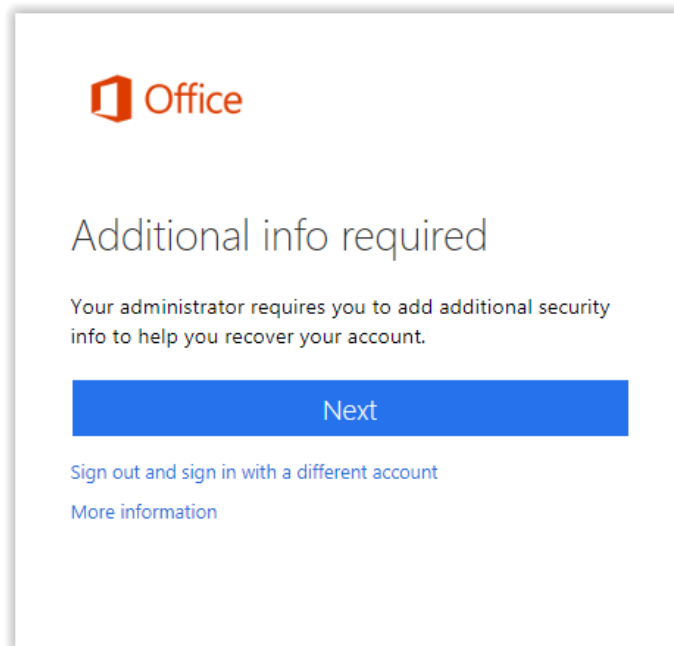 Office
Additional info required
Your administrator requires you to add additional security
info to help you recover your account.
Next
Sign out and sign in with a different account
More information